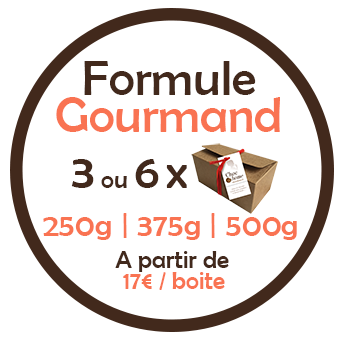 Formule
Gourmand
3 ou 6 x
250g | 375g | 500g
A partir de
17€ / boite